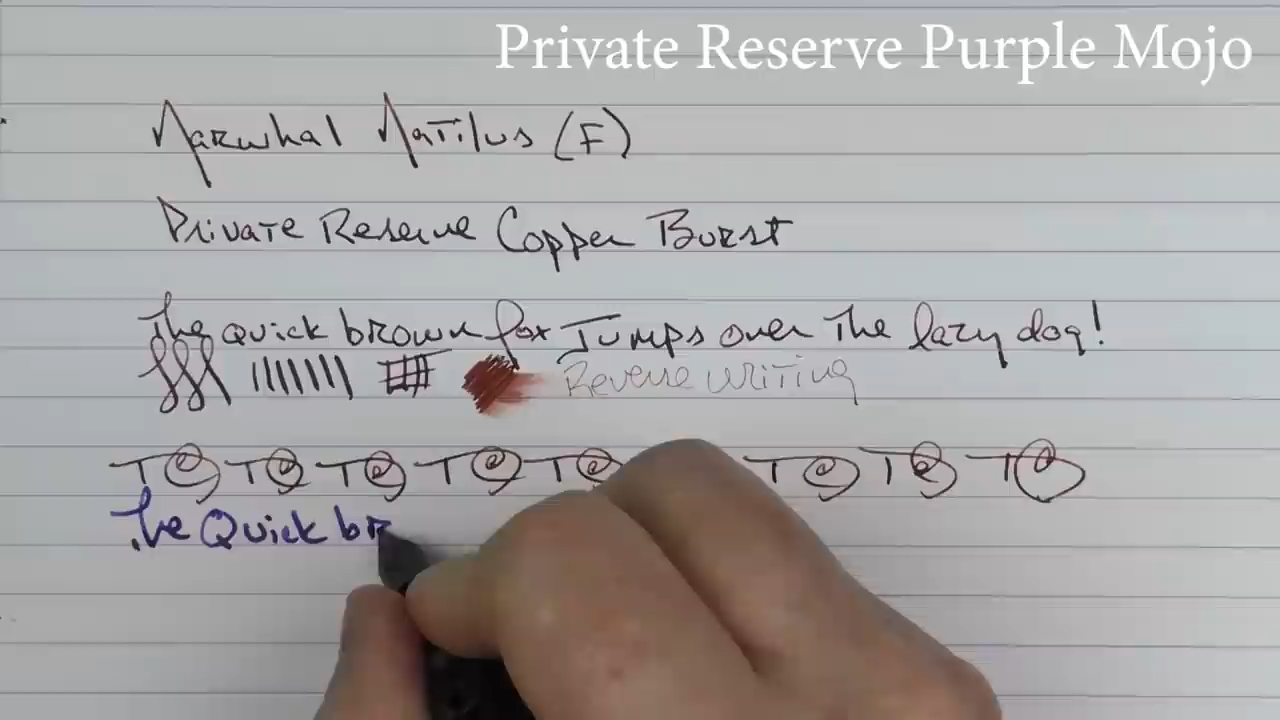 Private Reserve Purple Mojo
Narwhal Natilus (F)
Private Reserve Copper Burst
The quick brown fox Jumps over The lazy dog!
Reverse writing
The Quick br